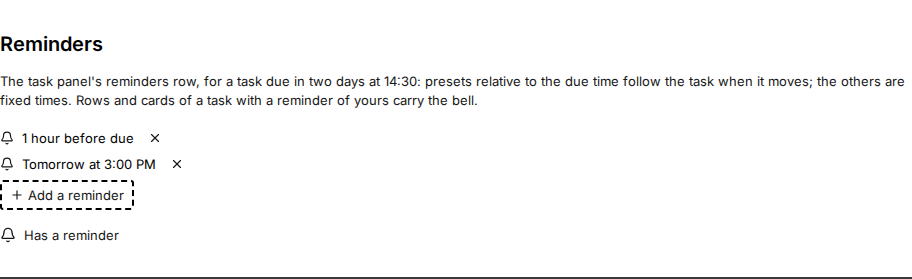 Reminders
The task panel's reminders row, for a task due in two days at 14:30: presets relative to the due time follow the task when it moves; the others are
fixed times. Rows and cards of a task with a reminder of yours carry the bell.
1 hour before due ×
Tomorrow at 3:00 PM ×
+ Add a reminder
Has a reminder